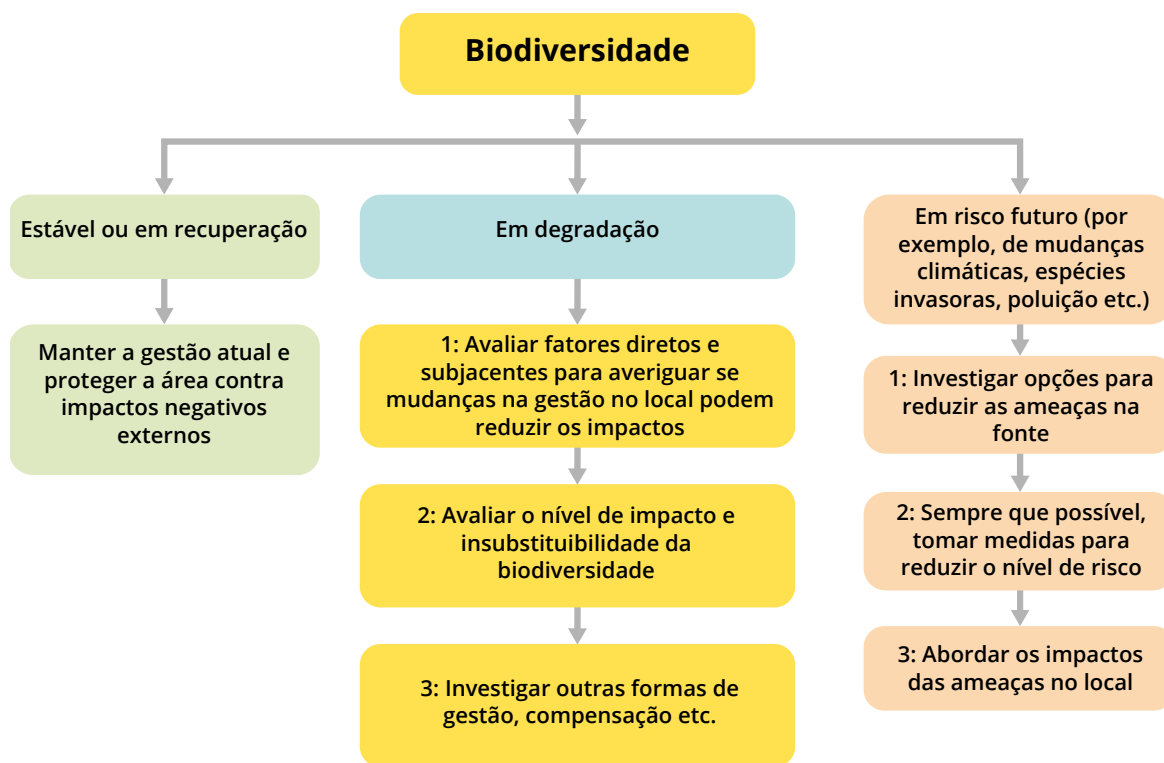 Biodiversidade
Estável ou em recuperação
Manter a gestão atual e
proteger a área contra
impactos negativos
externos
Em degradação
1: Avaliar fatores diretos e
subjacentes para averiguar se
mudanças na gestão no local podem
reduzir os impactos
2: Avaliar o nível de impacto e
insubstituibilidade da
biodiversidade
3: Investigar outras formas de
gestão, compensação etc.
Em risco futuro (por
exemplo, de mudanças
climáticas, espécies
invasoras, poluição etc.)
1: Investigar opções para
reduzir as ameaças na
fonte
2: Sempre que possível,
tomar medidas para
reduzir o nível de risco
3: Abordar os impactos
das ameaças no local